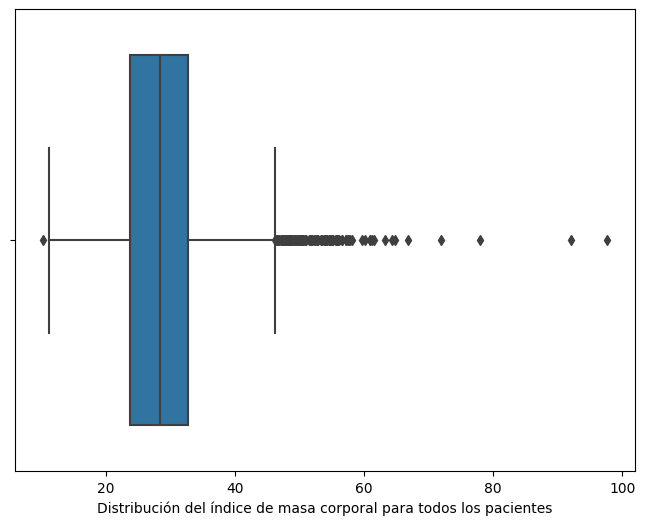 20 40 60 80 100
Distribución del índice de masa corporal para todos los pacientes